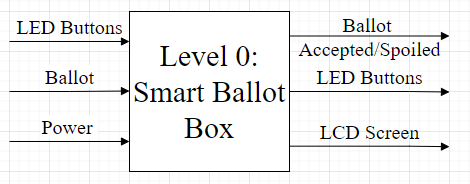 LED Buttons
Ballot
Power
Level 0:
Smart Ballot
Box
Ballot
Accepted/Spoiled
LED Buttons
LCD Screen